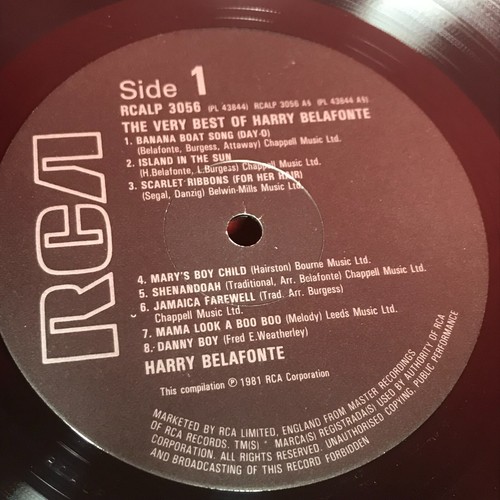 RCA
Side 1
RCALP 3056 (PL 43644) RCALP 3056 AS (PL 43644 AS)
THE VERY BEST OF HARRY BELAFONTE
1. BANANA BOAT SONG (DAY-O)
(Belafonte, Burgess, Attaway) Chappell Music Ltd.
2. ISLAND IN THE SUN
(H.Belafonte, L.Burgess) Chappell Music Ltd.
3. SCARLET RIBBONS (FOR HER HAIR)
(Segal, Danzig) Belwin-Mills Music Ltd.
4. MARY'S BOY CHILD (Hairston) Bourne Music Ltd.
5. SHENANDOAH (Traditional, Arr. Belafonte) Chappell Music Ltd.
6. JAMAICA FAREWELL (Trad. Arr. Burgess)
Chappell Music Ltd.
7. MAMA LOOK A BOO BOO (Melody) Leeds Music Ltd.
8. DANNY BOY (Fred E.Weatherley)
HARRY BELAFONTE
This compilation ℗ 1981 RCA Corporation
MARKETED BY RCA LIMITED, ENGLAND FROM MASTER RECORDINGS
OF RCA RECORDS. TM(S) ® MARCA(S) REGISTRADA(S) USED BY AUTHORITY OF RCA
CORPORATION. ALL RIGHTS RESERVED. UNAUTHORISED COPYING, PUBLIC PERFORMANCE
AND BROADCASTING OF THIS RECORD FORBIDDEN